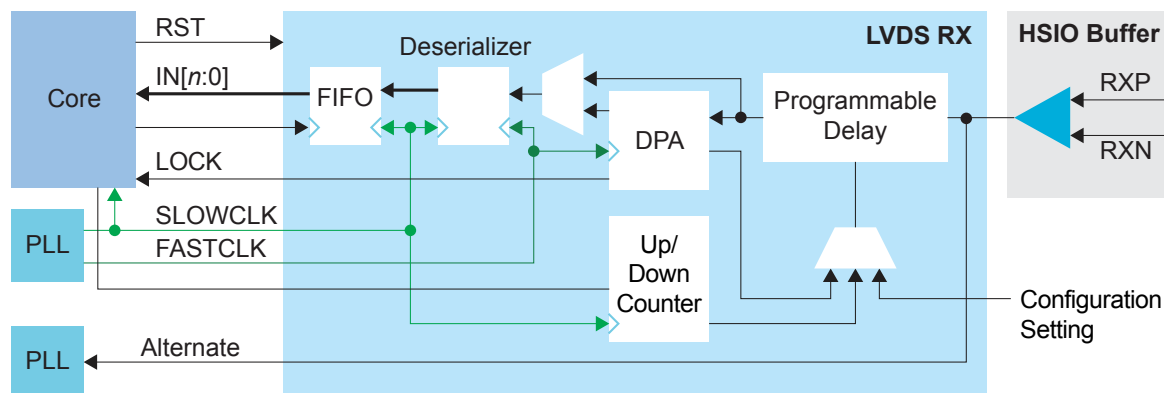 RST
LVDS RX
HSIO Buffer
Deserializer
IN[n:0]
RXP
Core
FIFO
Programmable
Delay
DPA
RXN
LOCK
SLOWCLK
PLL
FASTCLK
Up/
Down
Counter
Configuration
Setting
PLL
Alternate